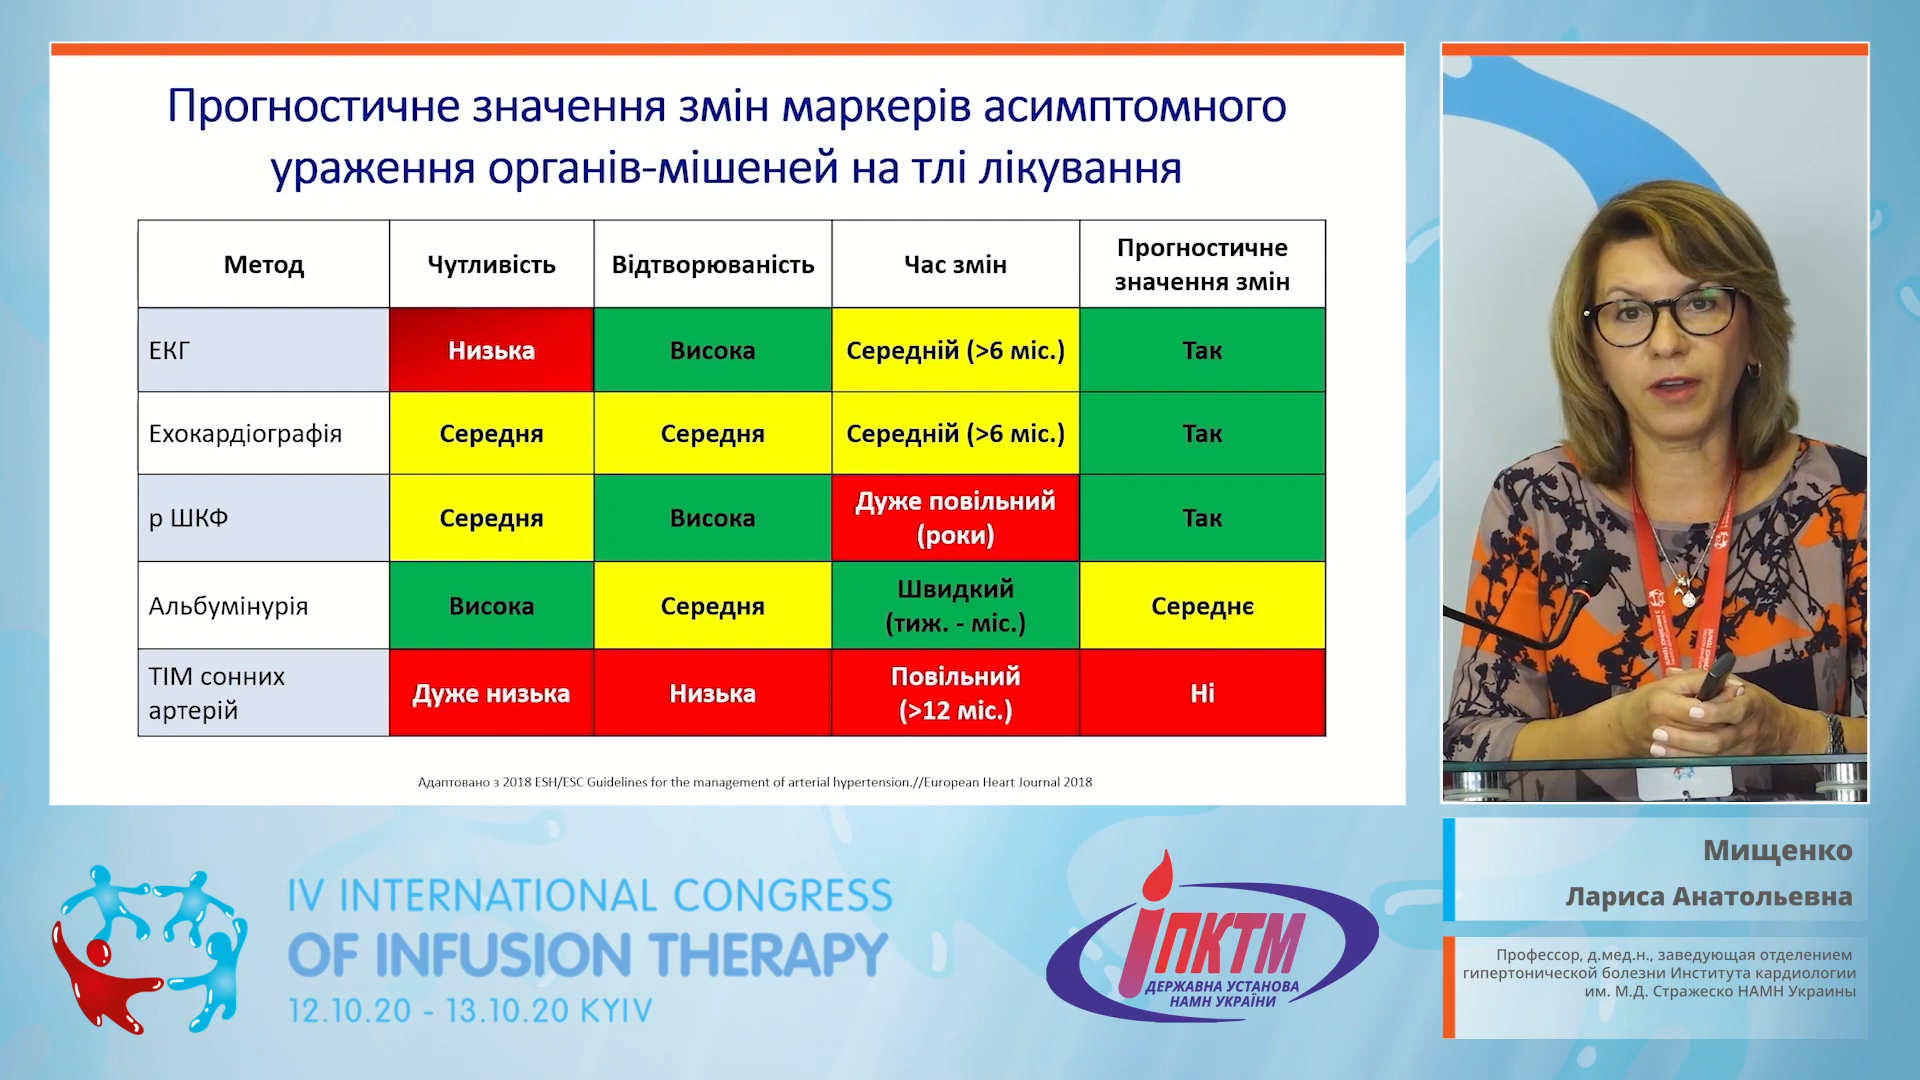 Прогностичне значення змін маркерів асимптомного
ураження органів-мішеней на тлі лікування
Метод
Чутливість
Відтворюваність
Час змін
Прогностичне
значення змін
ЕКГ
Низька
Висока
Середній (>6 міс.)
Так
Ехокардіографія
Середня
Середня
Середній (>6 міс.)
Так
р ШКФ
Середня
Висока
Дуже повільний
(роки)
Так
Альбумінурія
Висока
Середня
Швидкий
(тиж. - міс.)
Середнє
ТІМ сонних
артерій
Дуже низька
Низька
Повільний
(>12 міс.)
Ні
Адаптовано з 2018 ESH/ESC Guidelines for the management of arterial hypertension.//European Heart Journal 2018
IV INTERNATIONAL CONGRESS
OF INFUSION THERAPY
12.10.20 - 13.10.20 KYIV
ІПКТМ
ДЕРЖАВНА УСТАНОВА
НАМН УКРАЇНИ
Мищенко
Лариса Анатольевна
Профессор, д.мед.н., заведующая отделением
гипертонической болезни Института кардиологии
им. М.Д. Стражеско НАМН Украины